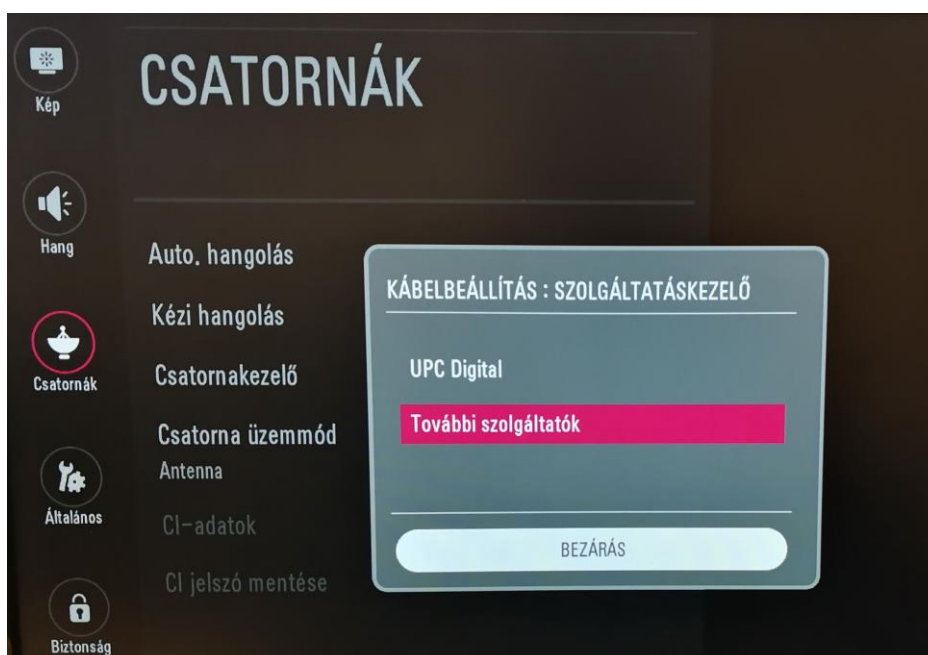 CSATORNÁK
Kép
Hang
Csatornák
Általános
Biztonság
Auto. hangolás
Kézi hangolás
Csatornakezelő
Csatorna üzemmód
Antenna
CI-adatok
CI jelszó mentése
KÁBELBEÁLLÍTÁS : SZOLGÁLTATÁSKEZELŐ
UPC Digital
További szolgáltatók
BEZÁRÁS